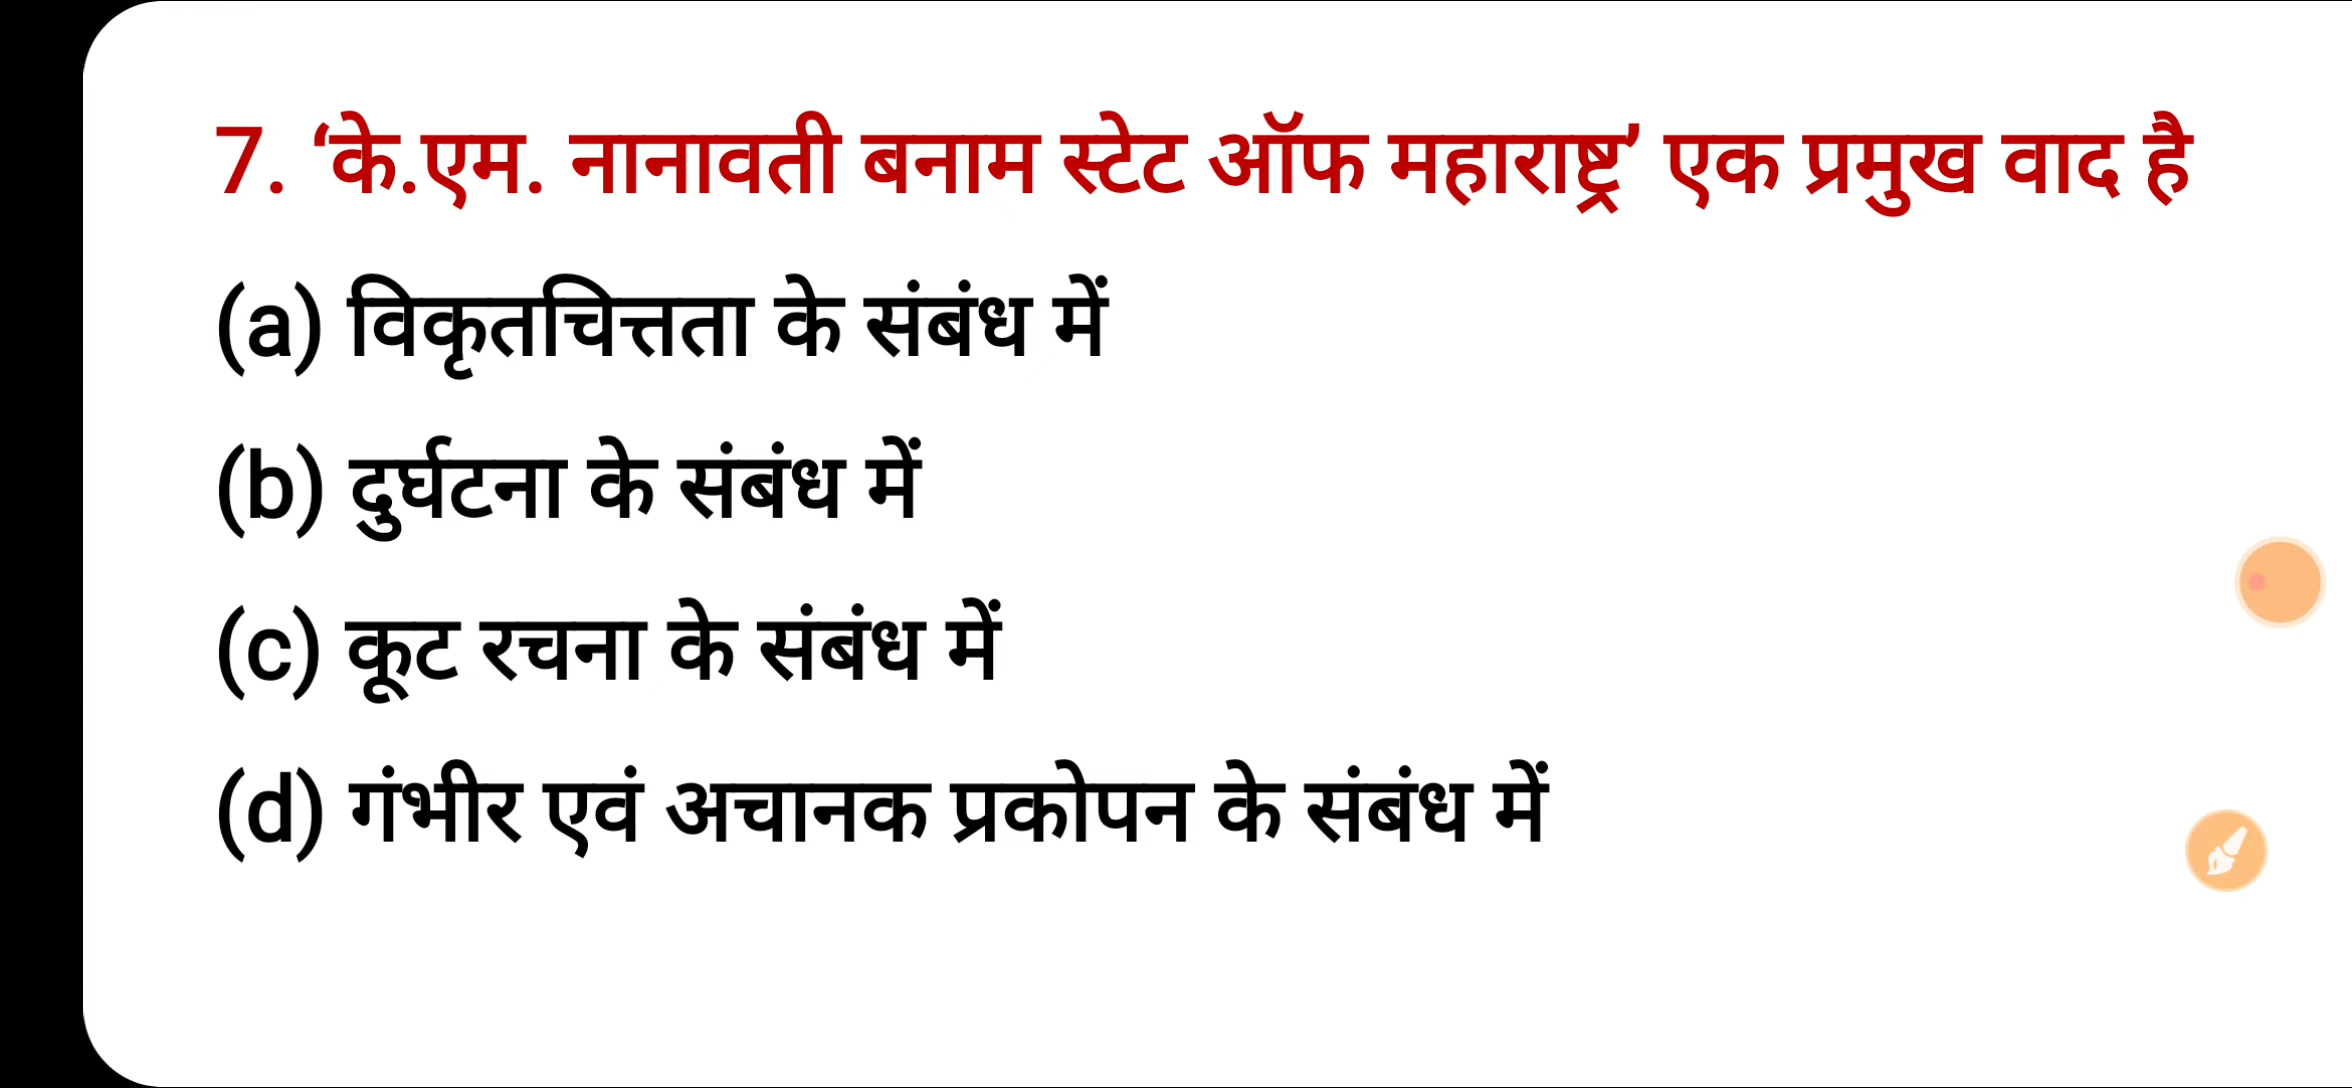 7. ‘के.एम. नानावती बनाम स्टेट ऑफ महाराष्ट्र’ एक प्रमुख वाद है
(a) विकृतचित्तता के संबंध में
(b) दुर्घटना के संबंध में
(c) कूट रचना के संबंध में
(d) गंभीर एवं अचानक प्रकोपन के संबंध में